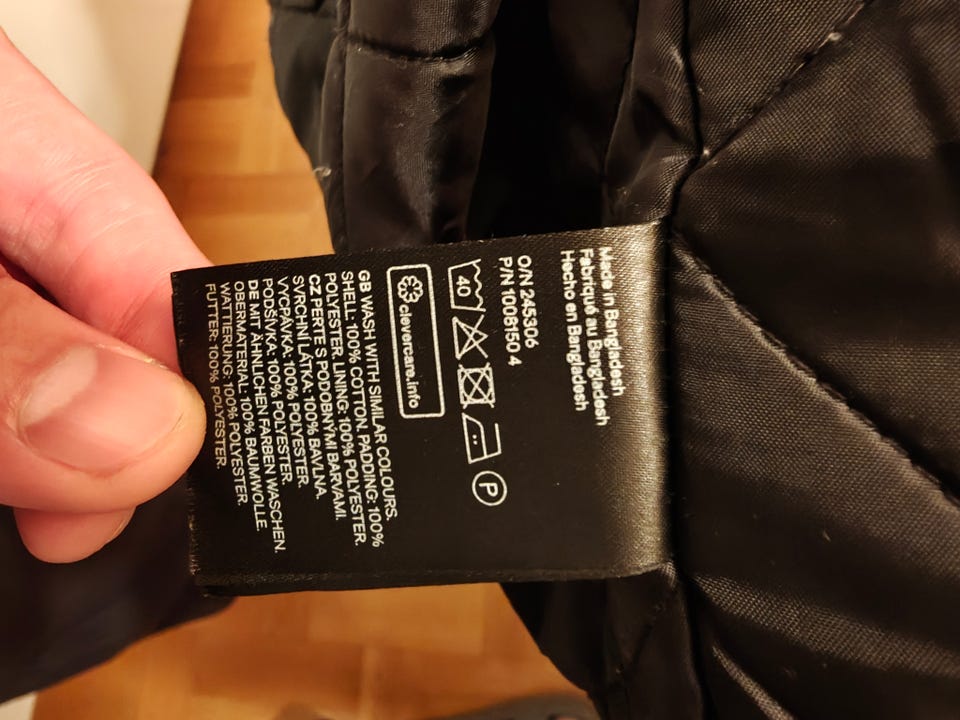 Made in Bangladesh
Fabriqué au Bangladesh
Hecho en Bangladesh
O/N 245306
P/N 1008150 4
40
P
clevercare.info
GB WASH WITH SIMILAR COLOURS.
SHELL: 100% COTTON. PADDING: 100%
POLYESTER. LINING: 100% POLYESTER.
CZ PERTE S PODOBNÝMI BARVAMI.
SVRCHNÍ LÁTKA: 100% BAVLNA.
VÝCPÁVKA: 100% POLYESTER.
PODŠÍVKA: 100% POLYESTER.
DE MIT ÄHNLICHEN FARBEN WASCHEN.
OBERMATERIAL: 100% BAUMWOLLE.
WATTIERUNG: 100% POLYESTER.
FUTTER: 100% POLYESTER.